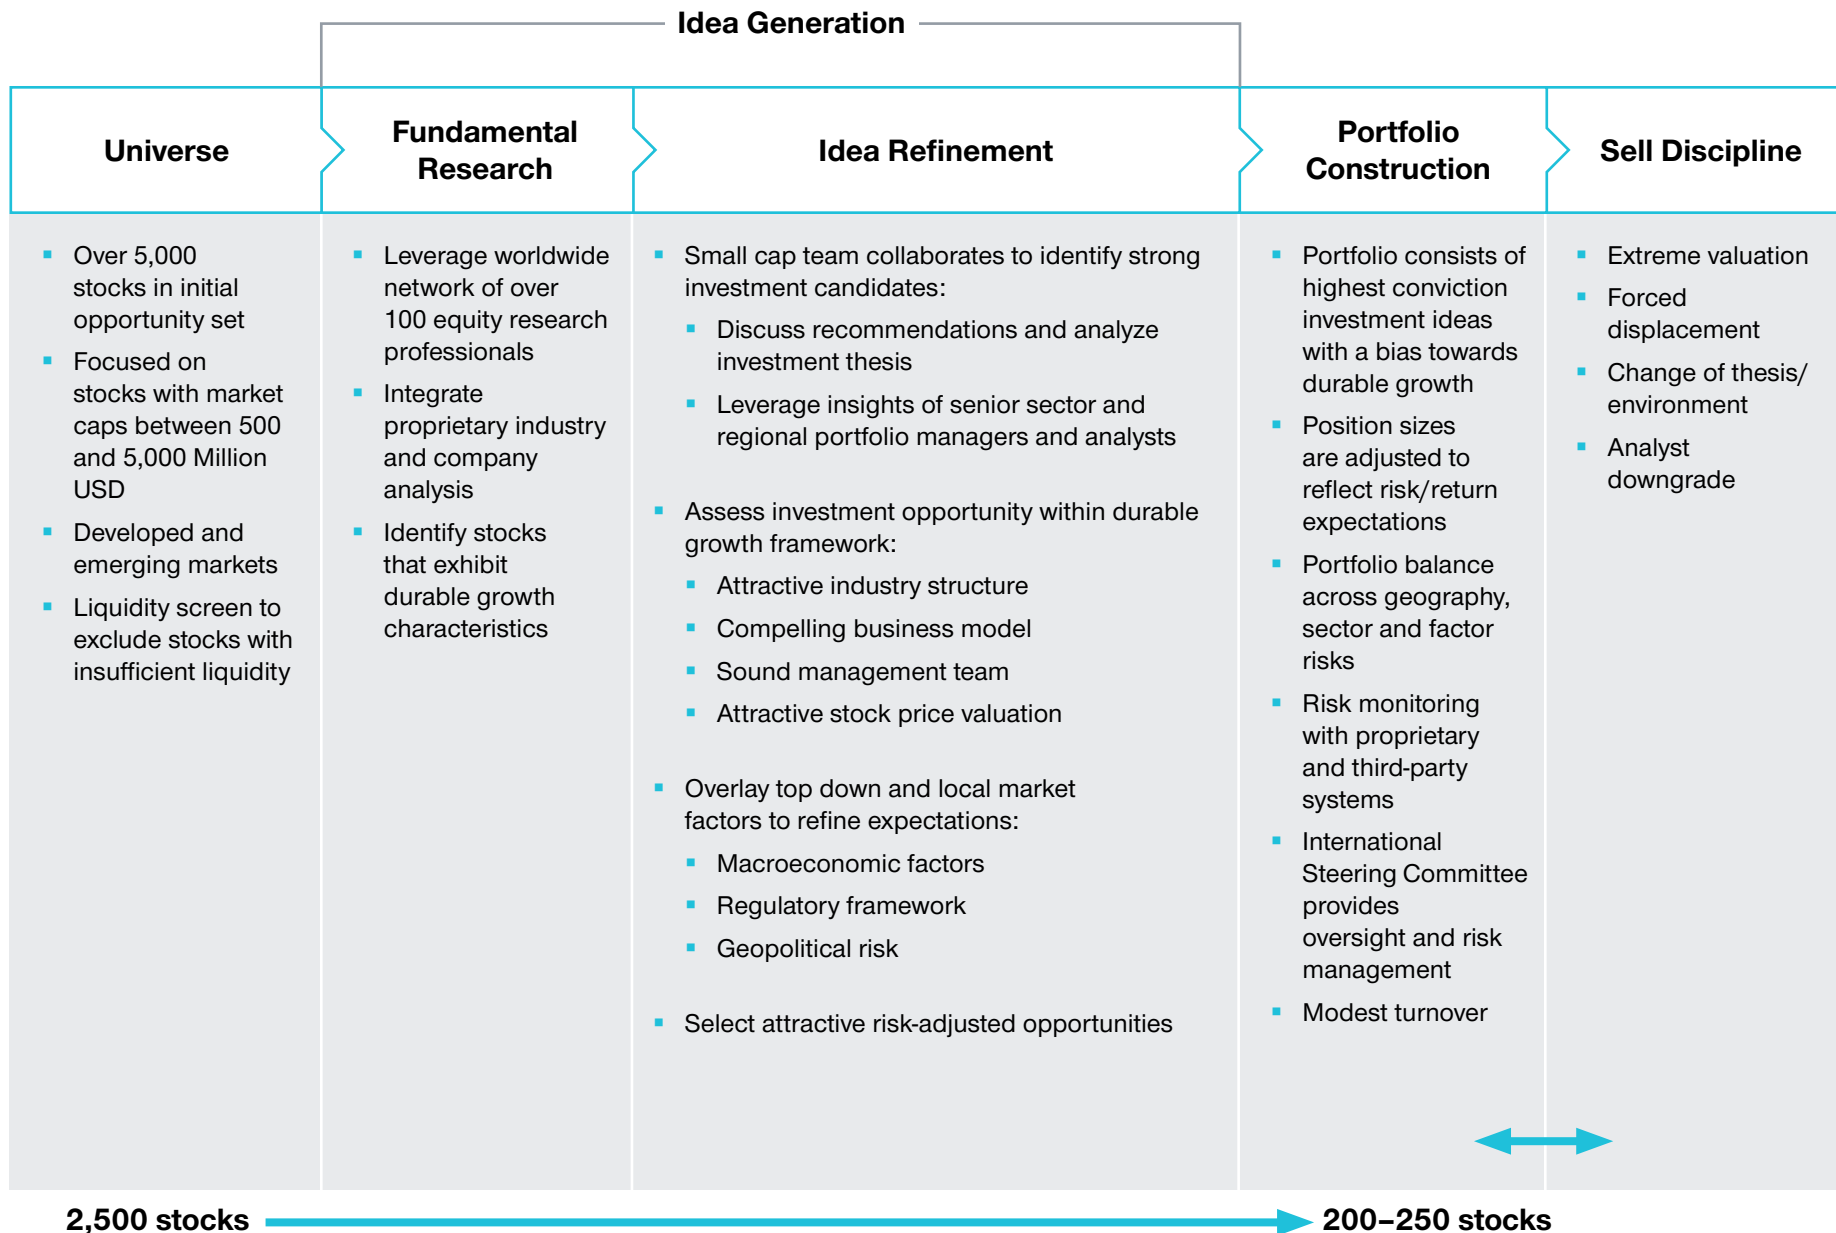 Idea Generation
Universe
Over 5,000
stocks in initial
opportunity set
Focused on
stocks with market
caps between 500
and 5,000 Million
USD
Developed and
emerging markets
Liquidity screen to
exclude stocks with
insufficient liquidity
Fundamental
Research
Leverage worldwide
network of over
100 equity research
professionals
Integrate
proprietary industry
and company
analysis
Identify stocks
that exhibit
durable growth
characteristics
Idea Refinement
Small cap team collaborates to identify strong
investment candidates:
Discuss recommendations and analyze
investment thesis
Leverage insights of senior sector and
regional portfolio managers and analysts
Assess investment opportunity within durable
growth framework:
Attractive industry structure
Compelling business model
Sound management team
Attractive stock price valuation
Overlay top down and local market
factors to refine expectations:
Macroeconomic factors
Regulatory framework
Geopolitical risk
Select attractive risk-adjusted opportunities
Portfolio
Construction
Portfolio consists of
highest conviction
investment ideas
with a bias towards
durable growth
Position sizes
are adjusted to
reflect risk/return
expectations
Portfolio balance
across geography,
sector and factor
risks
Risk monitoring
with proprietary
and third-party
systems
International
Steering Committee
provides
oversight and risk
management
Modest turnover
Sell Discipline
Extreme valuation
Forced
displacement
Change of thesis/
environment
Analyst
downgrade
2,500 stocks
200–250 stocks